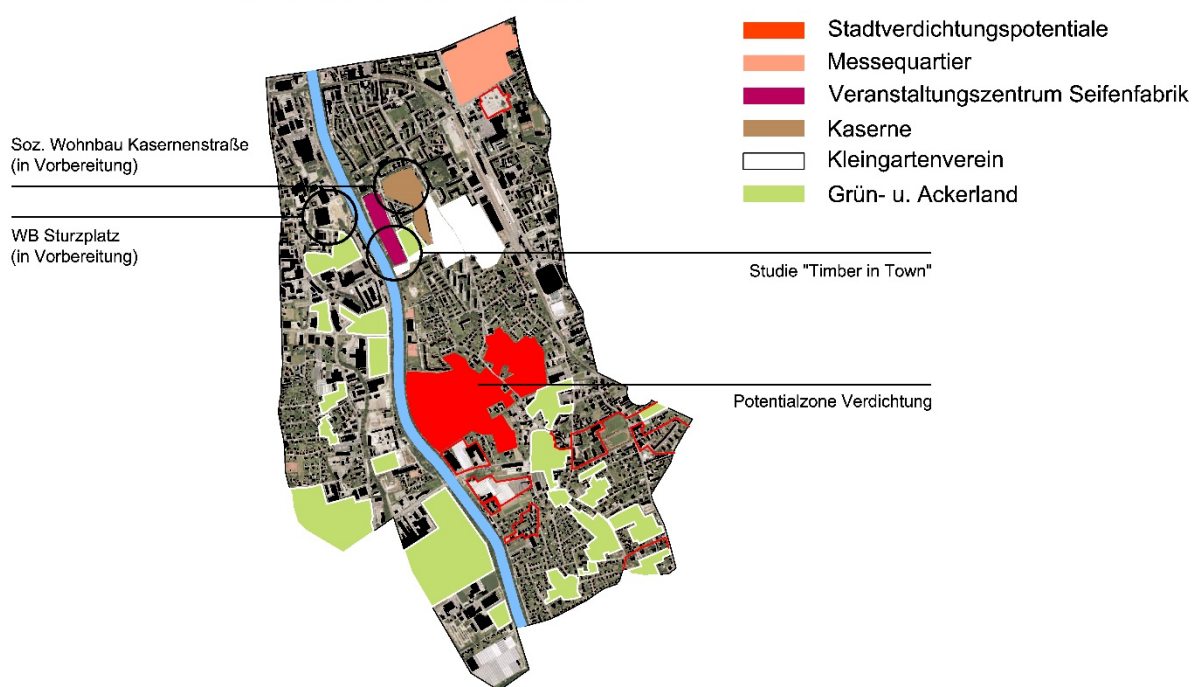 Stadtverdichtungspotentiale
Messequartier
Veranstaltungszentrum Seifenfabrik
Kaserne
Kleingartenverein
Grün- u. Ackerland
Soz. Wohnbau Kasernenstraße
(in Vorbereitung)
WB Sturzplatz
(in Vorbereitung)
Studie "Timber in Town"
Potentialzone Verdichtung